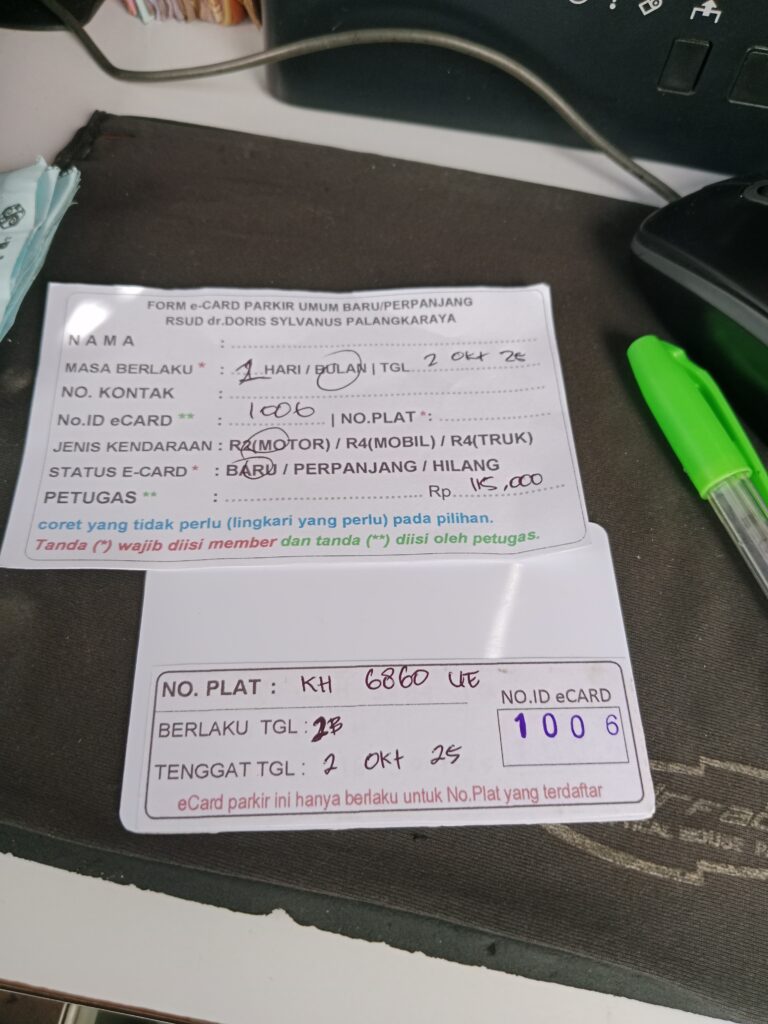 FORM e-CARD PARKIR UMUM BARU/PERPANJANG
RSUD dr.DORIS SYLVANUS PALANGKARAYA
NAMA :
MASA BERLAKU * : 1 HARI / BULAN | TGL 2 Okt 25
NO. KONTAK :
No.ID eCARD ** : 1006 | NO.PLAT *:
JENIS KENDARAAN : R2(MOTOR) / R4(MOBIL) / R4(TRUK)
STATUS E-CARD * : BARU / PERPANJANG / HILANG
PETUGAS ** : Rp. 115,000
coret yang tidak perlu (lingkari yang perlu) pada pilihan.
Tanda (*) wajib diisi member dan tanda (**) diisi oleh petugas.
NO. PLAT : KH 6860 UE
NO.ID eCARD
1006
BERLAKU TGL :
TENGGAT TGL : 2 Okt 25
eCard parkir ini hanya berlaku untuk No.Plat yang terdaftar